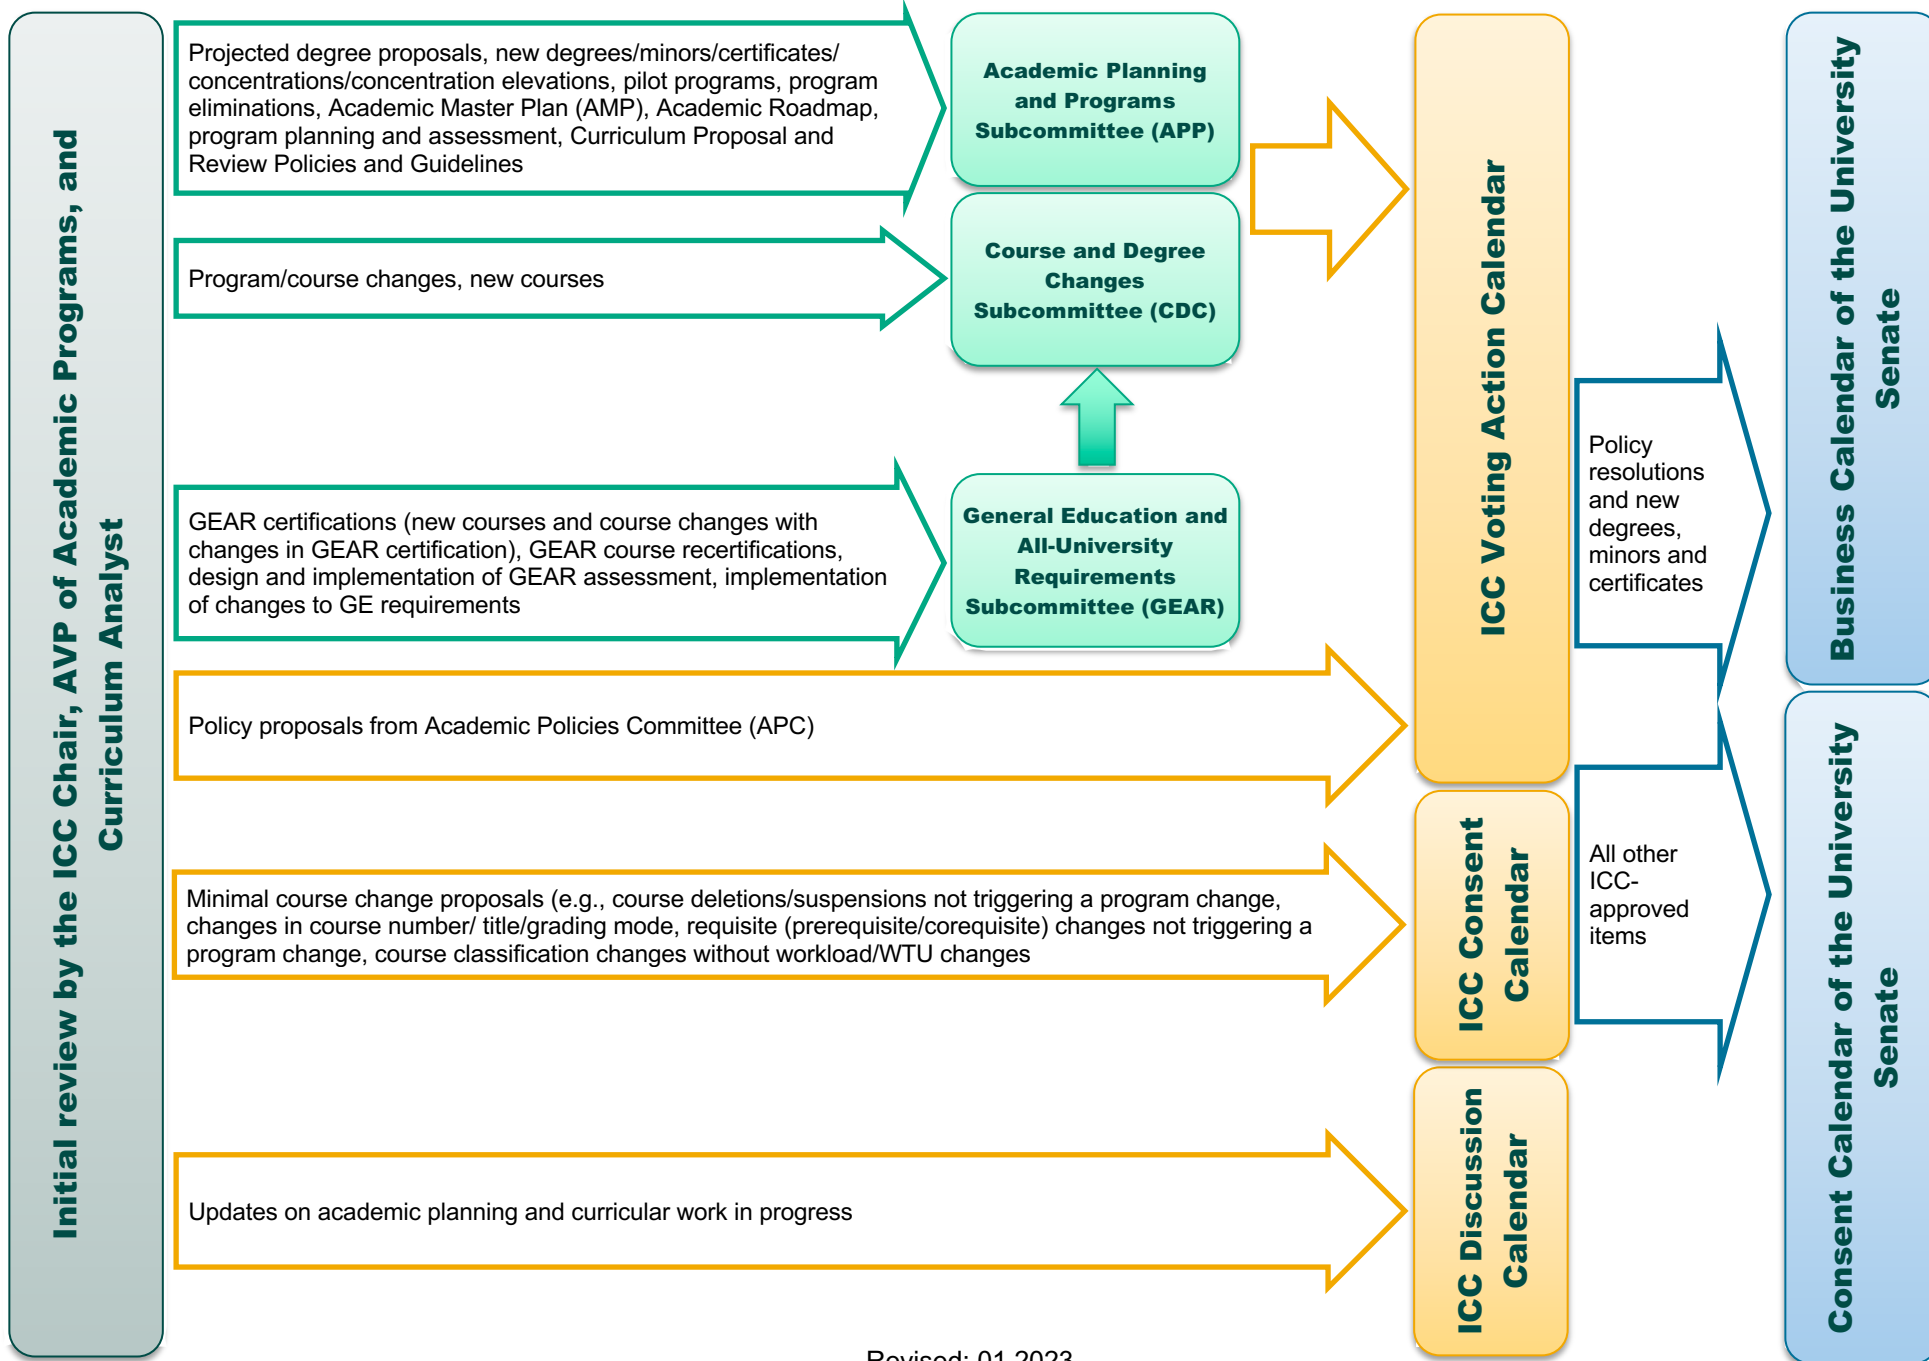 Initial review by the ICC Chair, AVP of Academic Programs, and
Curriculum Analyst
Projected degree proposals, new degrees/minors/certificates/
concentrations/concentration elevations, pilot programs, program
eliminations, Academic Master Plan (AMP), Academic Roadmap,
program planning and assessment, Curriculum Proposal and
Review Policies and Guidelines
Academic Planning
and Programs
Subcommittee (APP)
Program/course changes, new courses
Course and Degree
Changes
Subcommittee (CDC)
GEAR certifications (new courses and course changes with
changes in GEAR certification), GEAR course recertifications,
design and implementation of GEAR assessment, implementation
of changes to GE requirements
General Education and
All-University
Requirements
Subcommittee (GEAR)
Policy proposals from Academic Policies Committee (APC)
ICC Voting Action Calendar
Minimal course change proposals (e.g., course deletions/suspensions not triggering a program change,
changes in course number/ title/grading mode, requisite (prerequisite/corequisite) changes not triggering a
program change, course classification changes without workload/WTU changes
ICC Consent
Calendar
Updates on academic planning and curricular work in progress
ICC Discussion
Calendar
Policy
resolutions
and new
degrees,
minors and
certificates
All other
ICC-
approved
items
Business Calendar of the University
Senate
Consent Calendar of the University
Senate
Revised: 01.2023